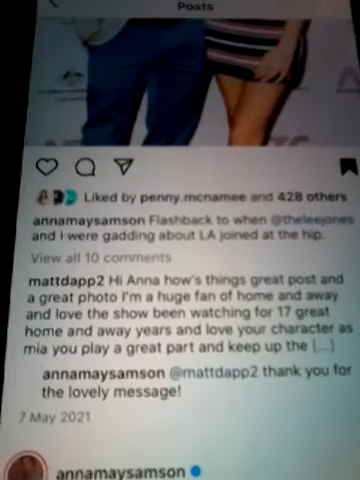 Posts
Liked by penny.mcnamee and 428 others
annamaysamson Flashback to when @theleejones
and I were gadding about LA joined at the hip.
View all 10 comments
mattdapp2 Hi Anna how's things great post and
a great photo I'm a huge fan of home and away
and love the show been watching for 17 great
home and away years and love your character as
mia you play a great part and keep up the [...]
annamaysamson @mattdapp2 thank you for
the lovely message!
7 May 2021
annamaysamson